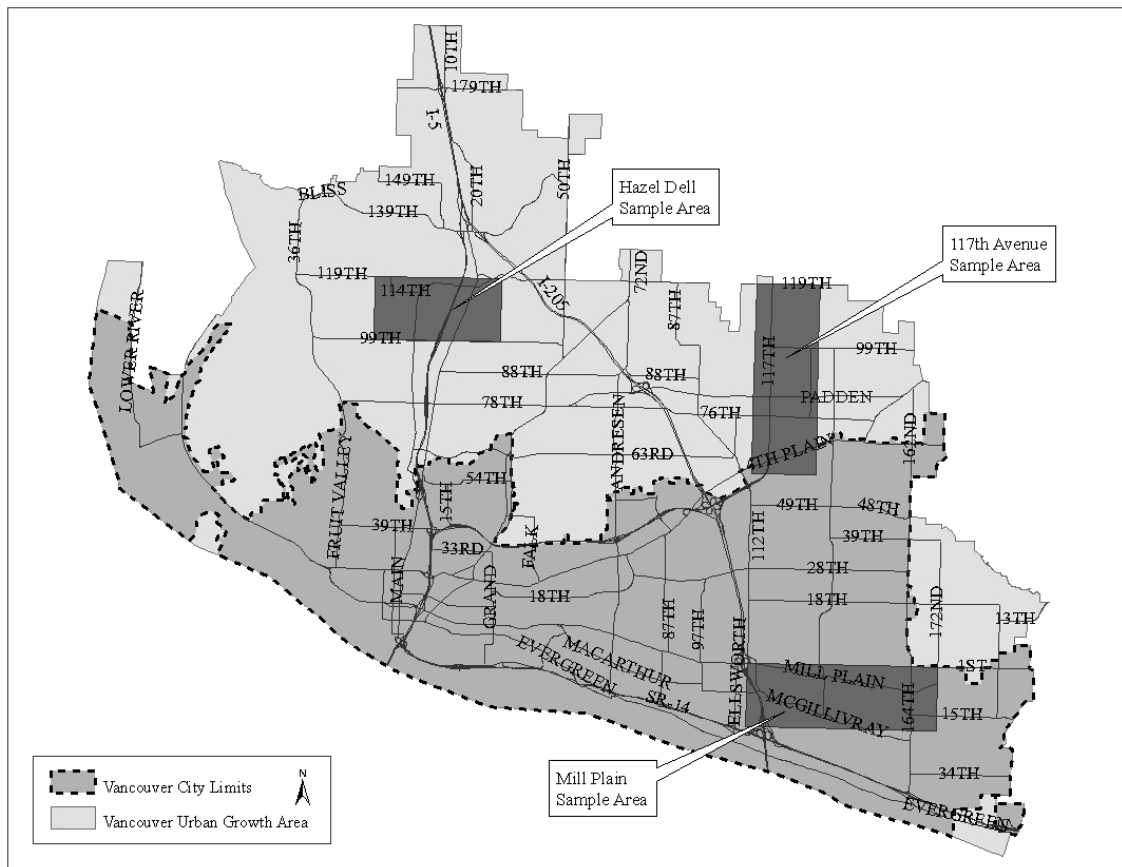 10TH
179TH
I-5
149TH
20TH
50TH
BLISS
139TH
36TH
Hazel Dell
Sample Area
117th Avenue
Sample Area
119TH
114TH
I-205
72ND
87TH
119TH
LOWER RIVER
99TH
117TH
99TH
88TH
88TH
78TH
76TH
PADDEN
ANDRESEN
162ND
FRUIT VALLEY
54TH
63RD
4TH PLAIN
15TH
49TH
48TH
39TH
33RD
FALK
112TH
39TH
MAIN
GRAND
18TH
28TH
87TH
97TH
18TH
172ND
13TH
MACARTHUR
EVERGREEN
SR-14
ELLSWORTH
MILL PLAIN
1ST
MCGILLIVRAY
164TH
15TH
34TH
EVERGREEN
Mill Plain
Sample Area
N
Vancouver City Limits
Vancouver Urban Growth Area